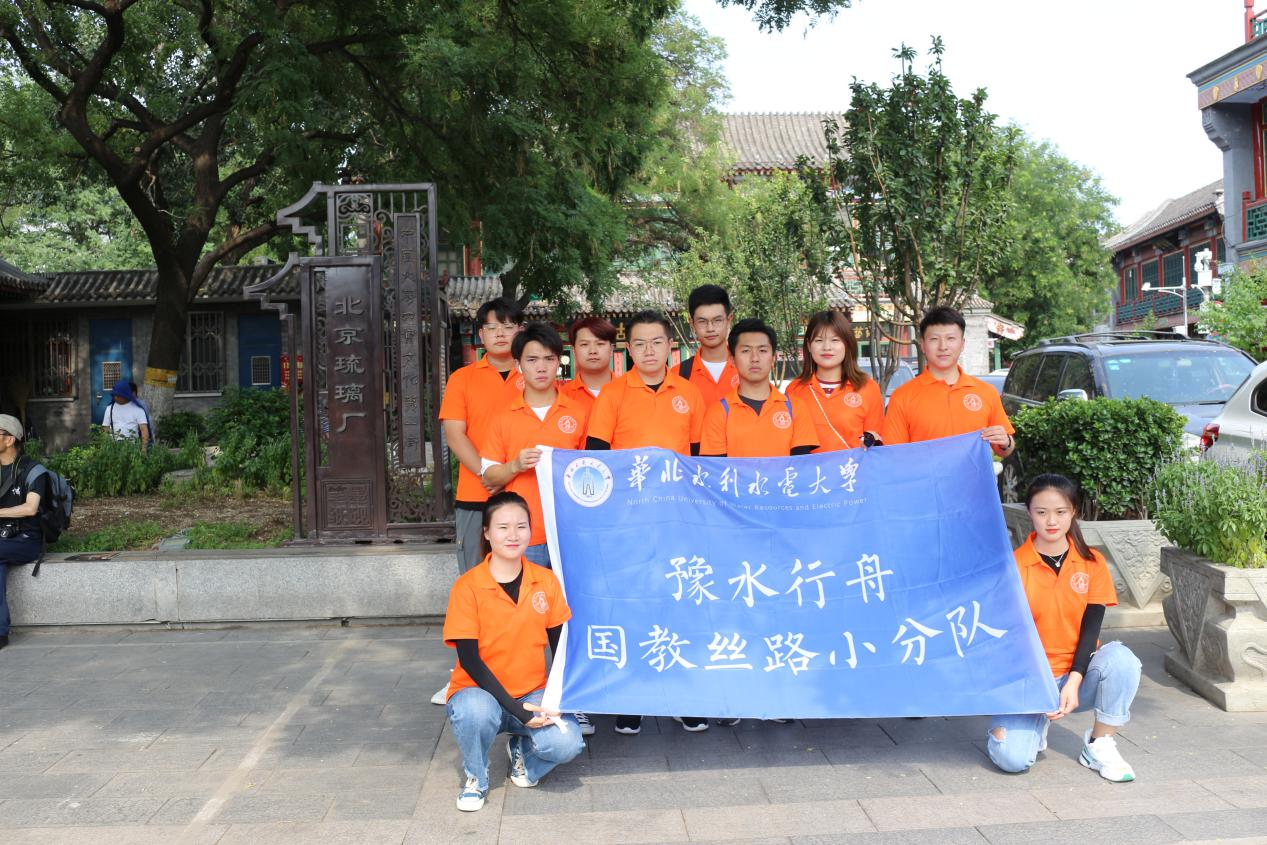 北京琉璃厂
華北水利水電大學
North China University of Water Resources and Electric Power
豫水行舟
国教丝路小分队